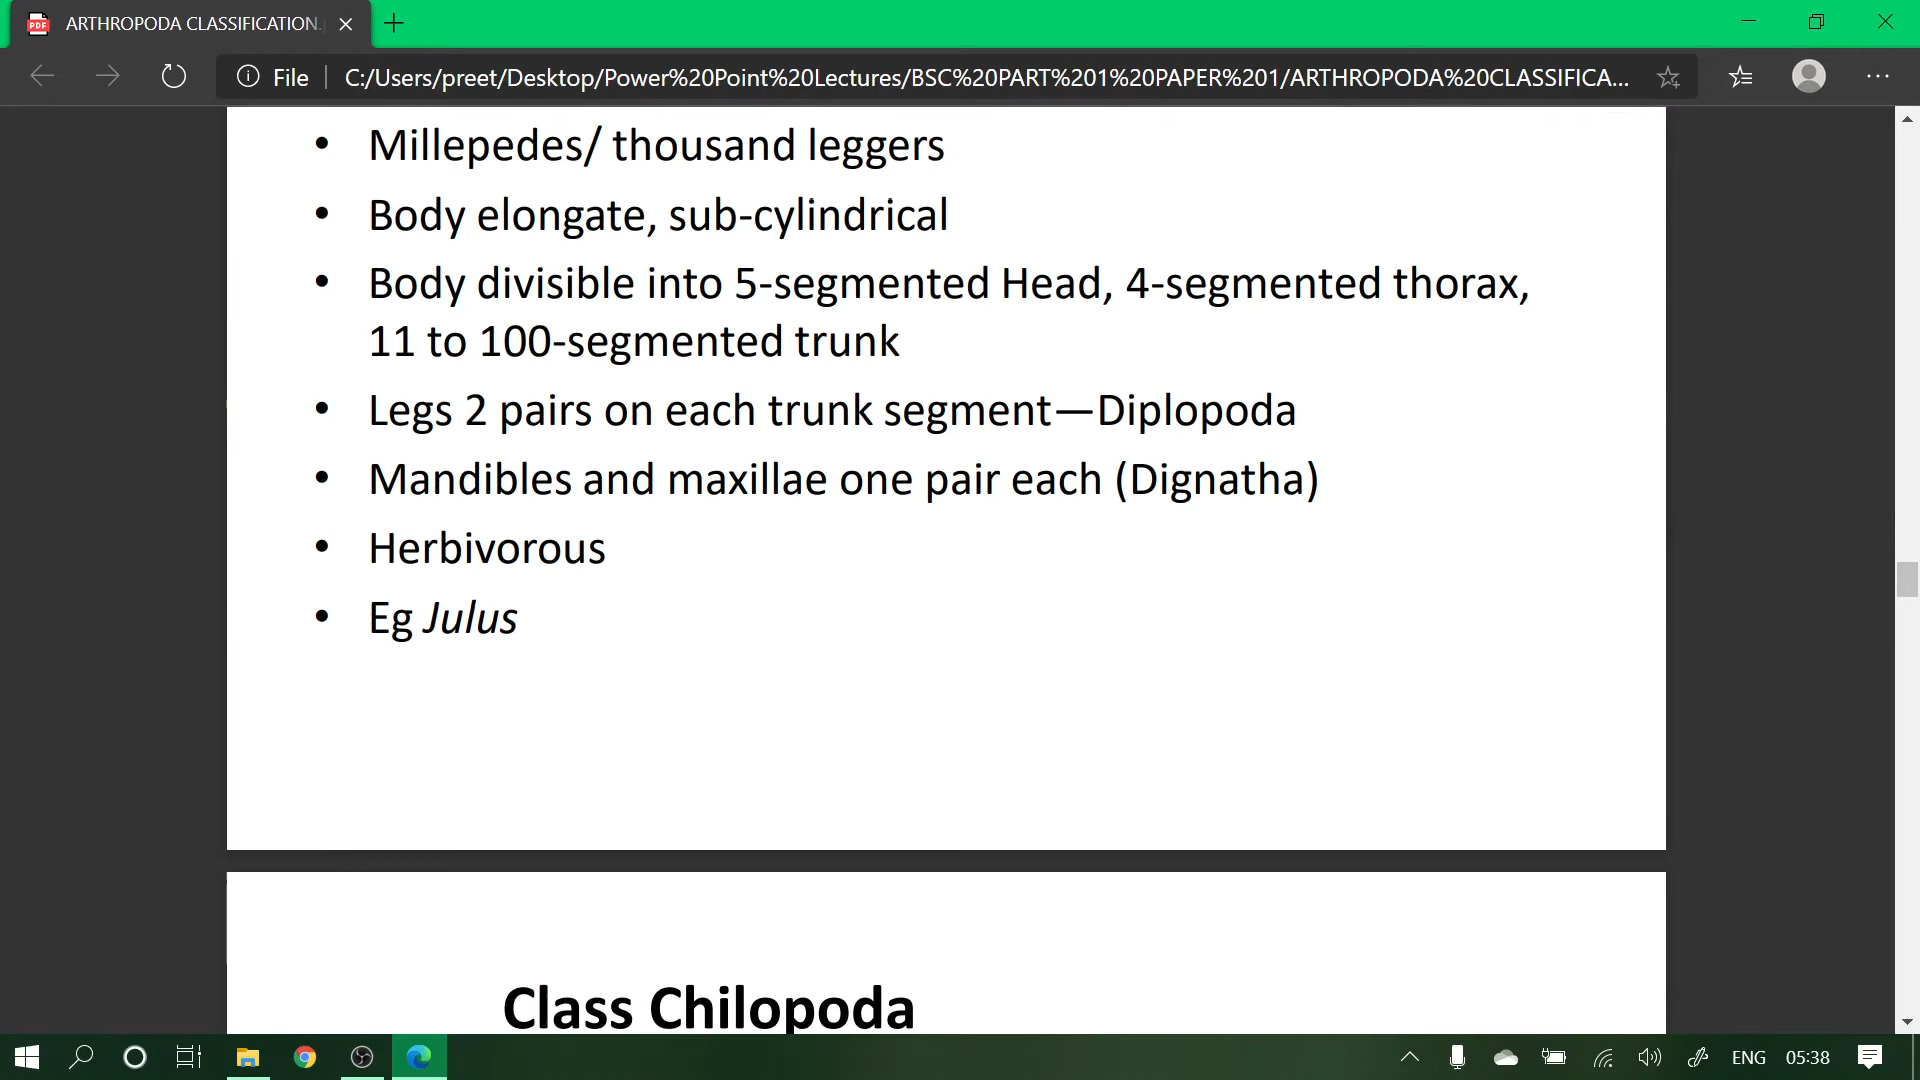 ARTHROPODA CLASSIFICATION.
File
C:/Users/preet/Desktop/Power%20Point%20Lectures/BSC%20PART%201%20PAPER%201/ARTHROPODA%20CLASSIFICA...
• Millepedes/ thousand leggers
• Body elongate, sub-cylindrical
• Body divisible into 5-segmented Head, 4-segmented thorax,
11 to 100-segmented trunk
• Legs 2 pairs on each trunk segment—Diplopoda
• Mandibles and maxillae one pair each (Dignatha)
• Herbivorous
• Eg Julus
Class Chilopoda
ENG 05:38